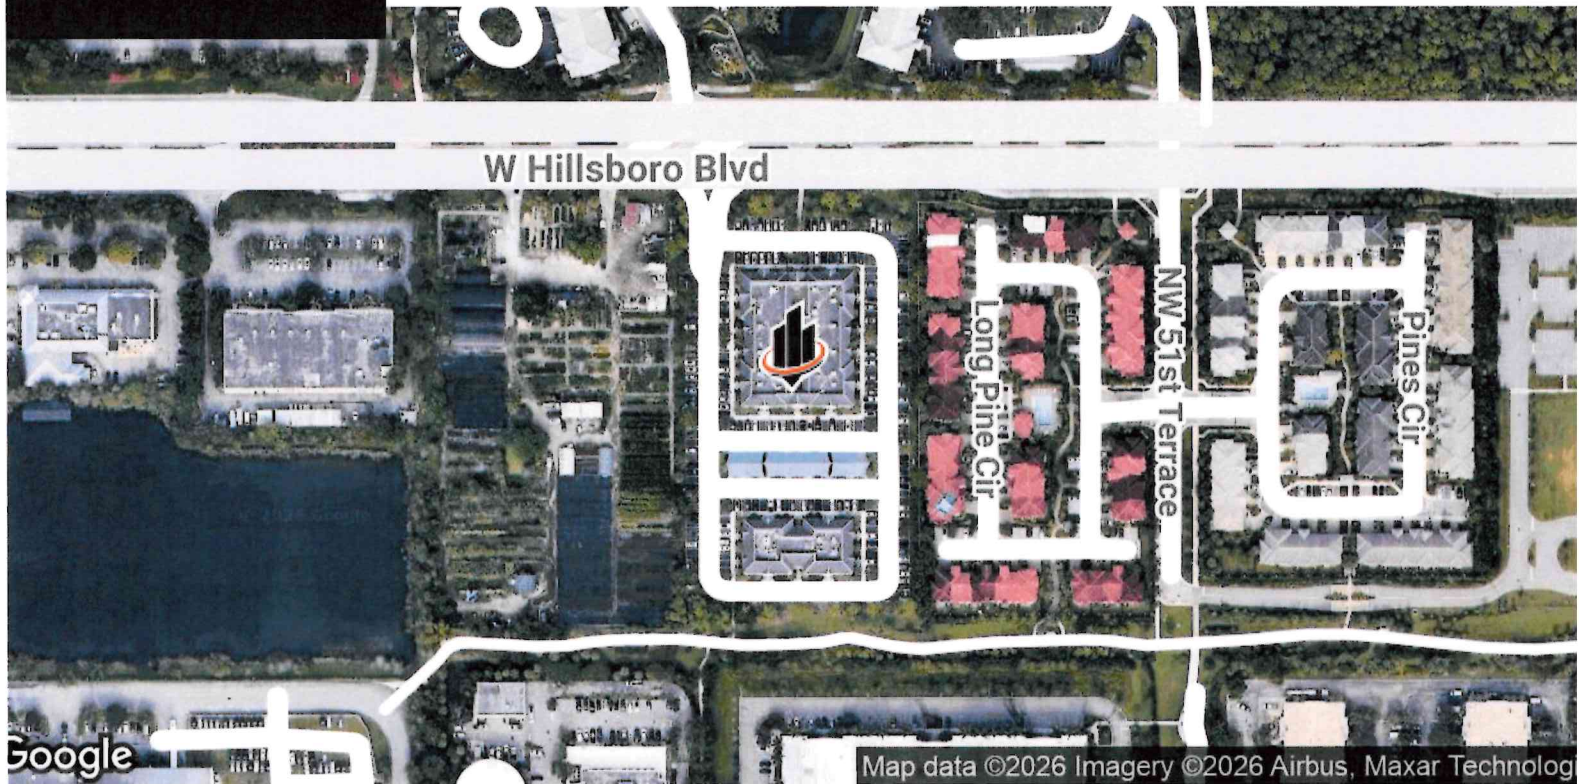 W Hillsboro Blvd
Long Pine Cir
NW 51st Terrace
Pines Cir
Google
Map data ©2026 Imagery ©2026 Airbus, Maxar Technologi